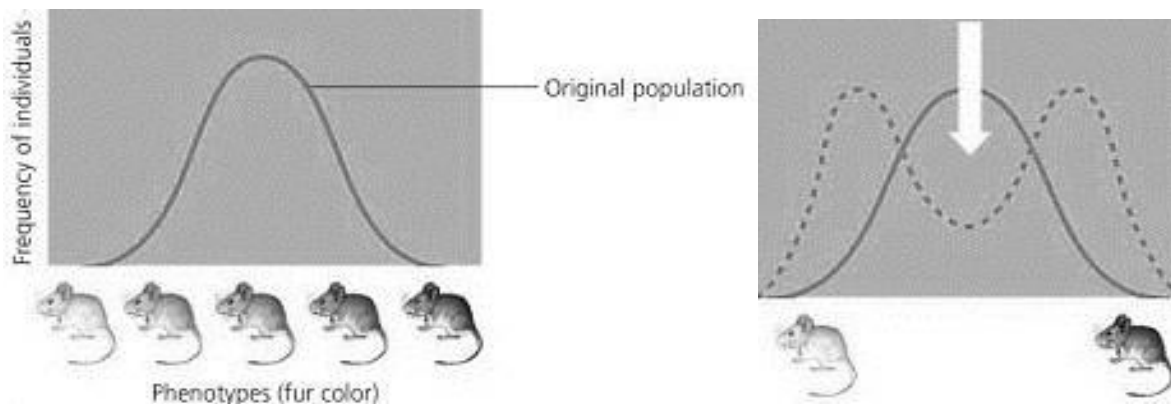 Frequency of individuals
Original population
Phenotypes (fur color)